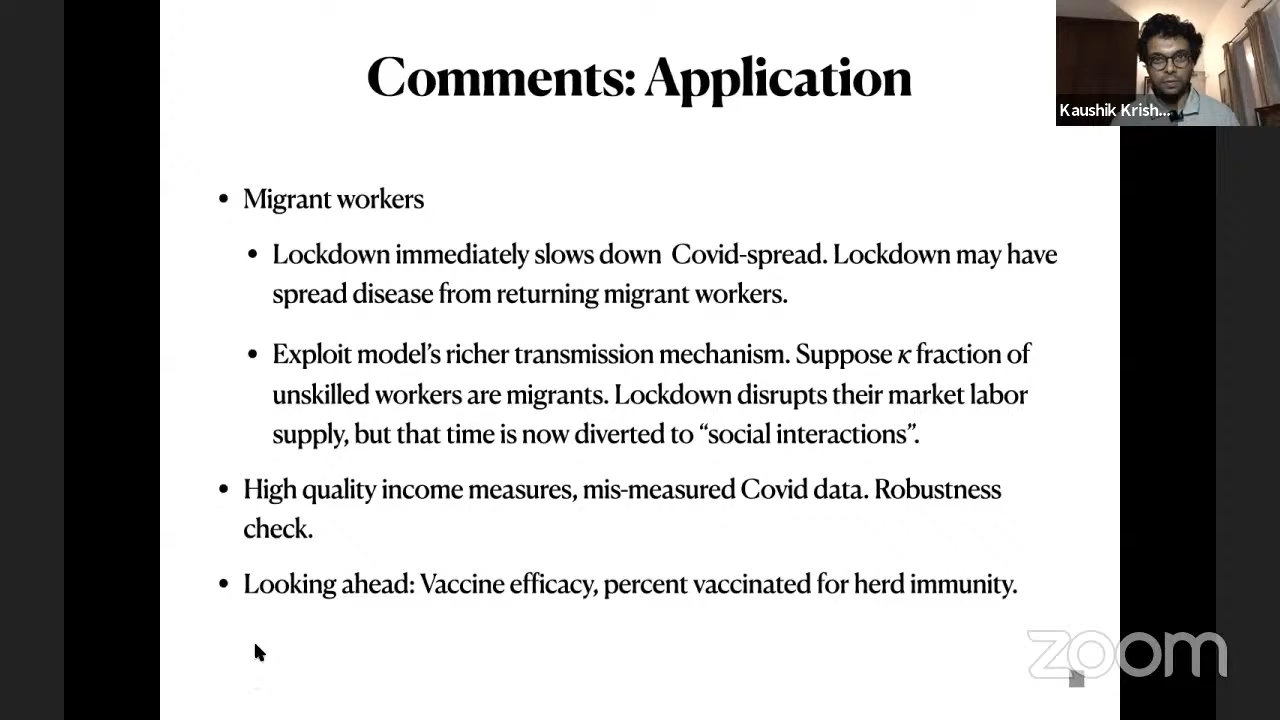 Comments: Application
Kaushik Krish...
• Migrant workers
• Lockdown immediately slows down Covid-spread. Lockdown may have
spread disease from returning migrant workers.
• Exploit model’s richer transmission mechanism. Suppose κ fraction of
unskilled workers are migrants. Lockdown disrupts their market labor
supply, but that time is now diverted to “social interactions”.
• High quality income measures, mis-measured Covid data. Robustness
check.
• Looking ahead: Vaccine efficacy, percent vaccinated for herd immunity.
zoom